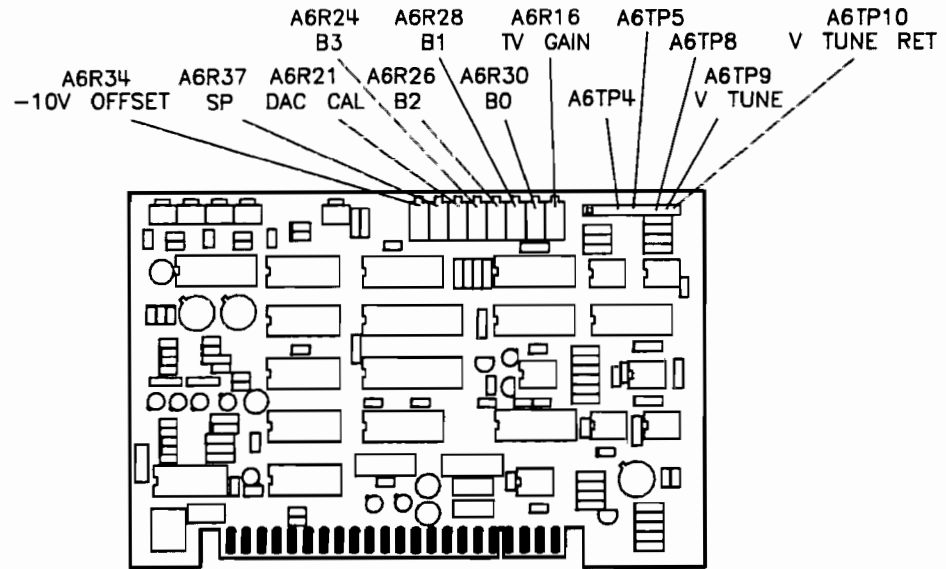 A6R24 A6R28 A6R16 A6TP5 A6TP10
B3 B1 TV GAIN A6TP8 V TUNE RET
A6R34 A6R37 A6R21 A6R26 A6R30 A6TP9
-10V OFFSET SP DAC CAL B2 B0 A6TP4 V TUNE